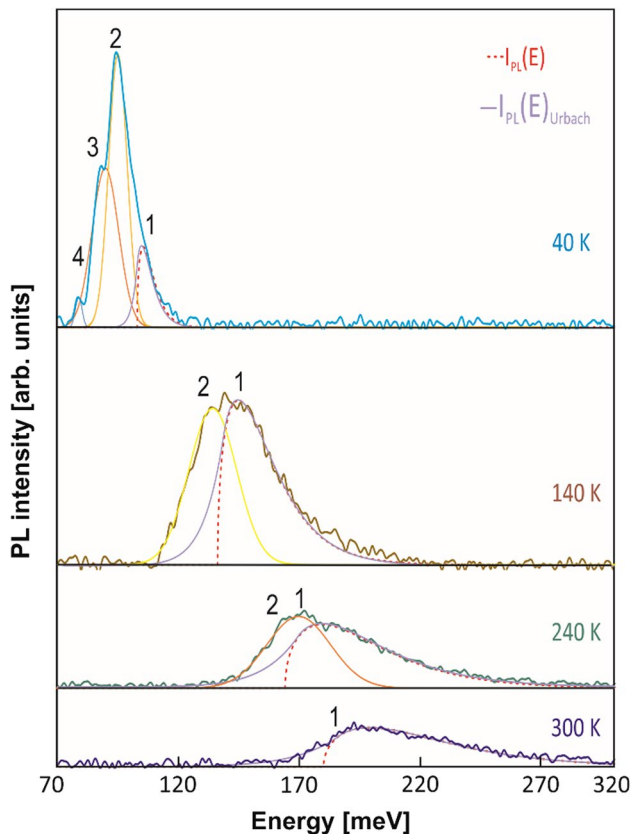 2
I_PL(E)
I_PL(E)_Urbach
3
1
4
40 K
2 1
140 K
2 1
240 K
1
300 K
PL intensity [arb. units]
70 120 170 220 270 320
Energy [meV]